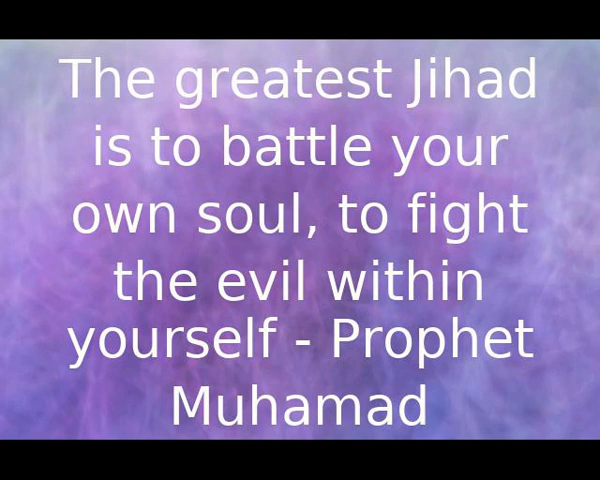 The greatest Jihad
is to battle your
own soul, to fight
the evil within
yourself - Prophet
Muhamad